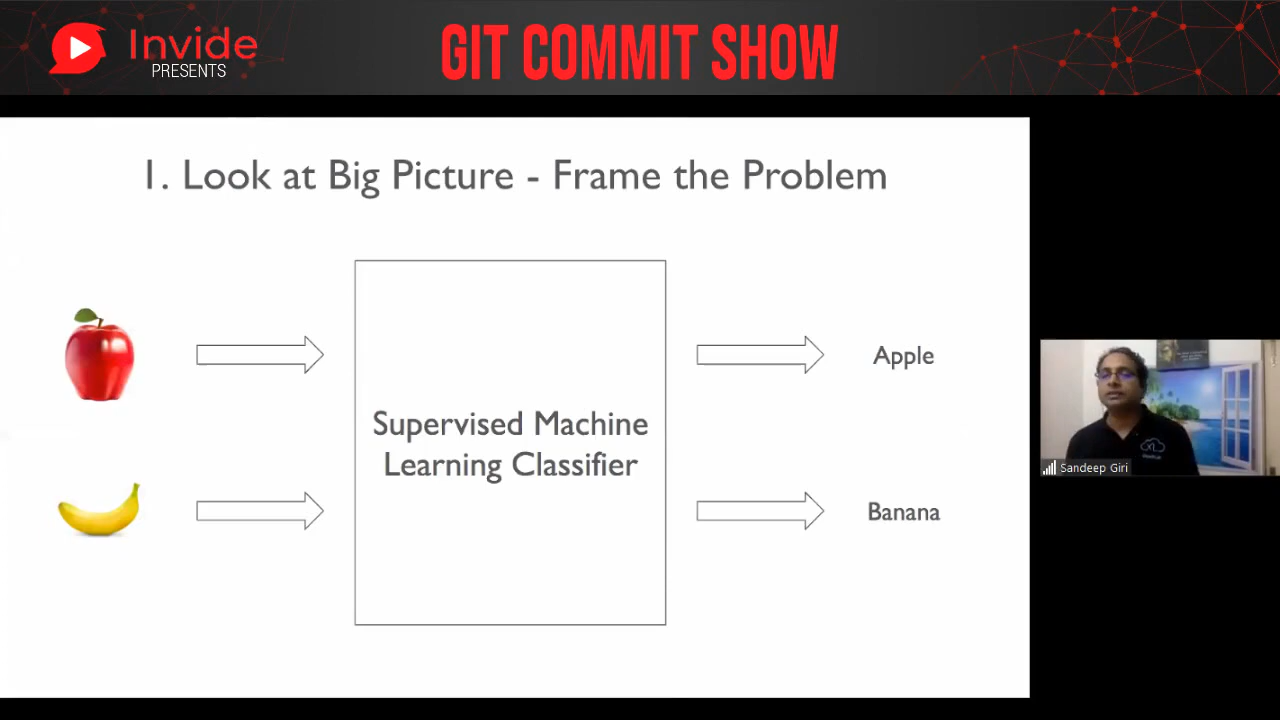 Invide
PRESENTS
GIT COMMIT SHOW
1. Look at Big Picture - Frame the Problem
Apple
Supervised Machine
Learning Classifier
Banana
Sandeep Giri